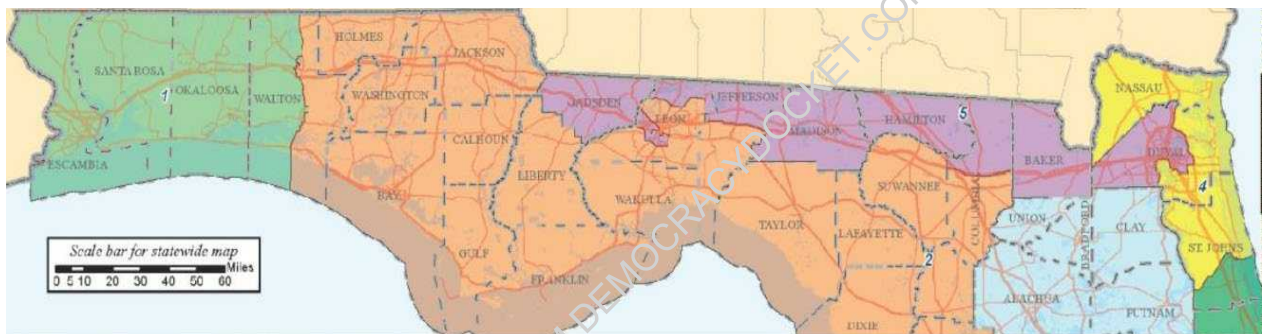 DEMOCRACYDOCKET.CO
HOLMES
JACKSON
SANTA ROSA
OKALOOSA
WALTON
1
WASHINGTON
GADSDEN
JEFFERSON
LEON
HAMILTON
5
NASSAU
MADISON
CALHOUN
ESCAMBIA
LIBERTY
BAKER
DUVAL
BAY
WAKULLA
SUWANNEE
COLUMBIA
4
TAYLOR
LAFAYETTE
UNION
BRADFORD
CLAY
ST JOHNS
GULF
FRANKLIN
2
ALACHUA
PUTNAM
DIXIE
Scale bar for statewide map
Miles
0 5 10 20 30 40 50 60